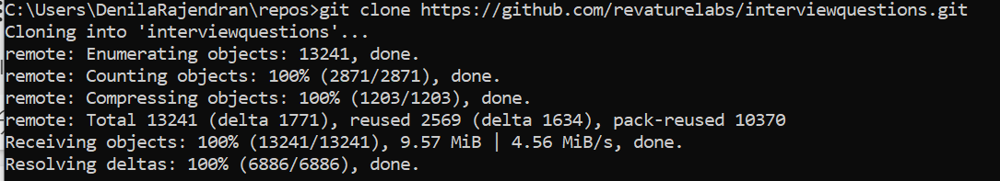 C:\Users\DenilaRajendran\repos>git clone https://github.com/revaturelabs/interviewquestions.git
Cloning into 'interviewquestions'...
remote: Enumerating objects: 13241, done.
remote: Counting objects: 100% (2871/2871), done.
remote: Compressing objects: 100% (1203/1203), done.
remote: Total 13241 (delta 1771), reused 2569 (delta 1634), pack-reused 10370
Receiving objects: 100% (13241/13241), 9.57 MiB | 4.56 MiB/s, done.
Resolving deltas: 100% (6886/6886), done.